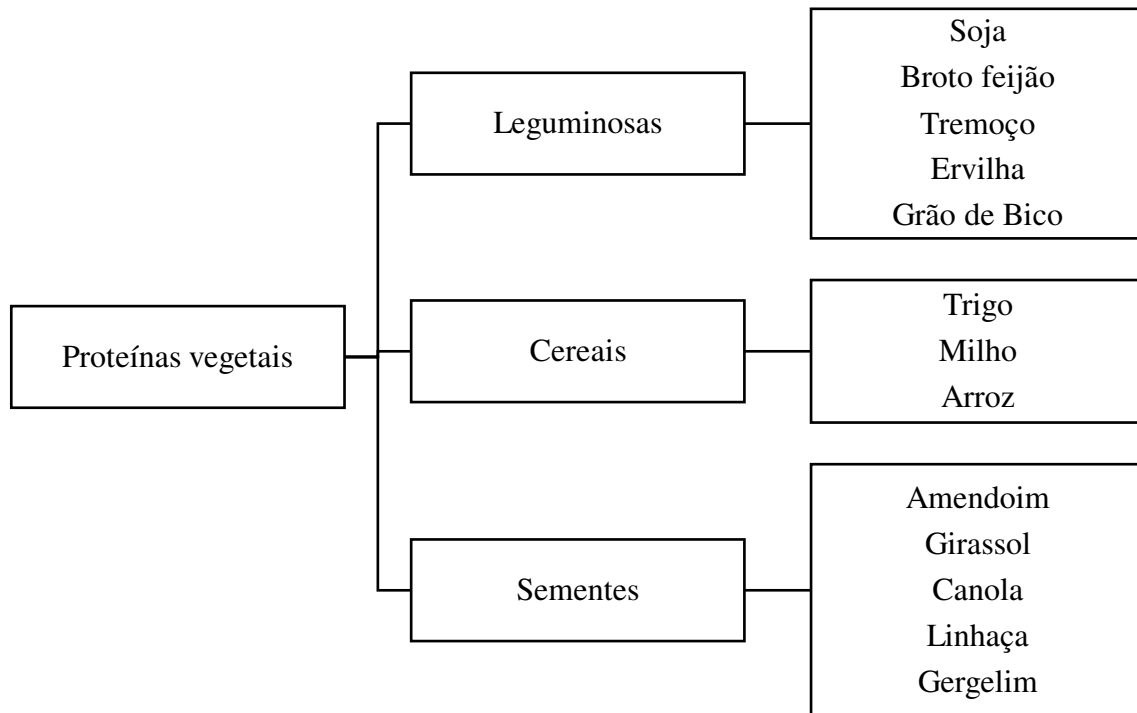 Proteínas vegetais
Leguminosas
Soja
Broto feijão
Tremoço
Ervilha
Grão de Bico
Cereais
Trigo
Milho
Arroz
Sementes
Amendoim
Girassol
Canola
Linhaça
Gergelim